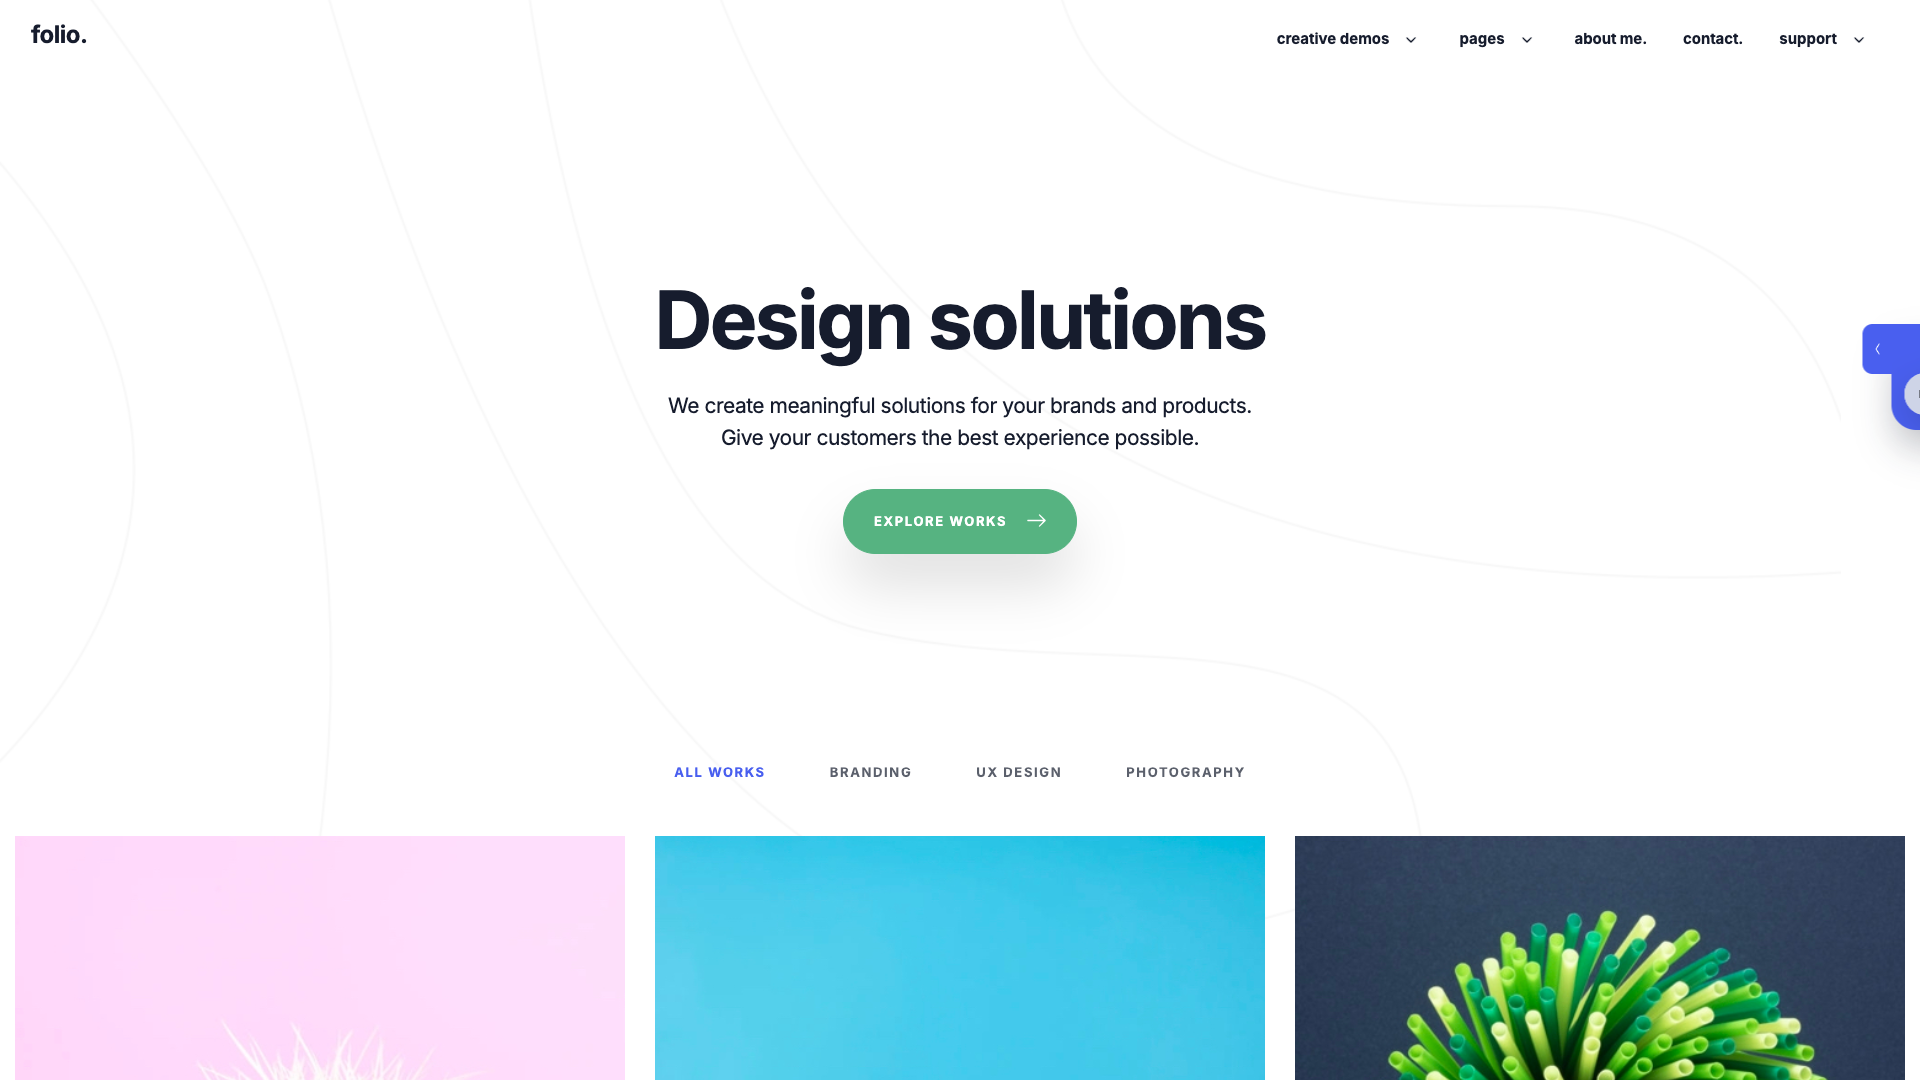 folio.
creative demos
pages
about me.
contact.
support
Design solutions
We create meaningful solutions for your brands and products.
Give your customers the best experience possible.
EXPLORE WORKS
ALL WORKS
BRANDING
UX DESIGN
PHOTOGRAPHY